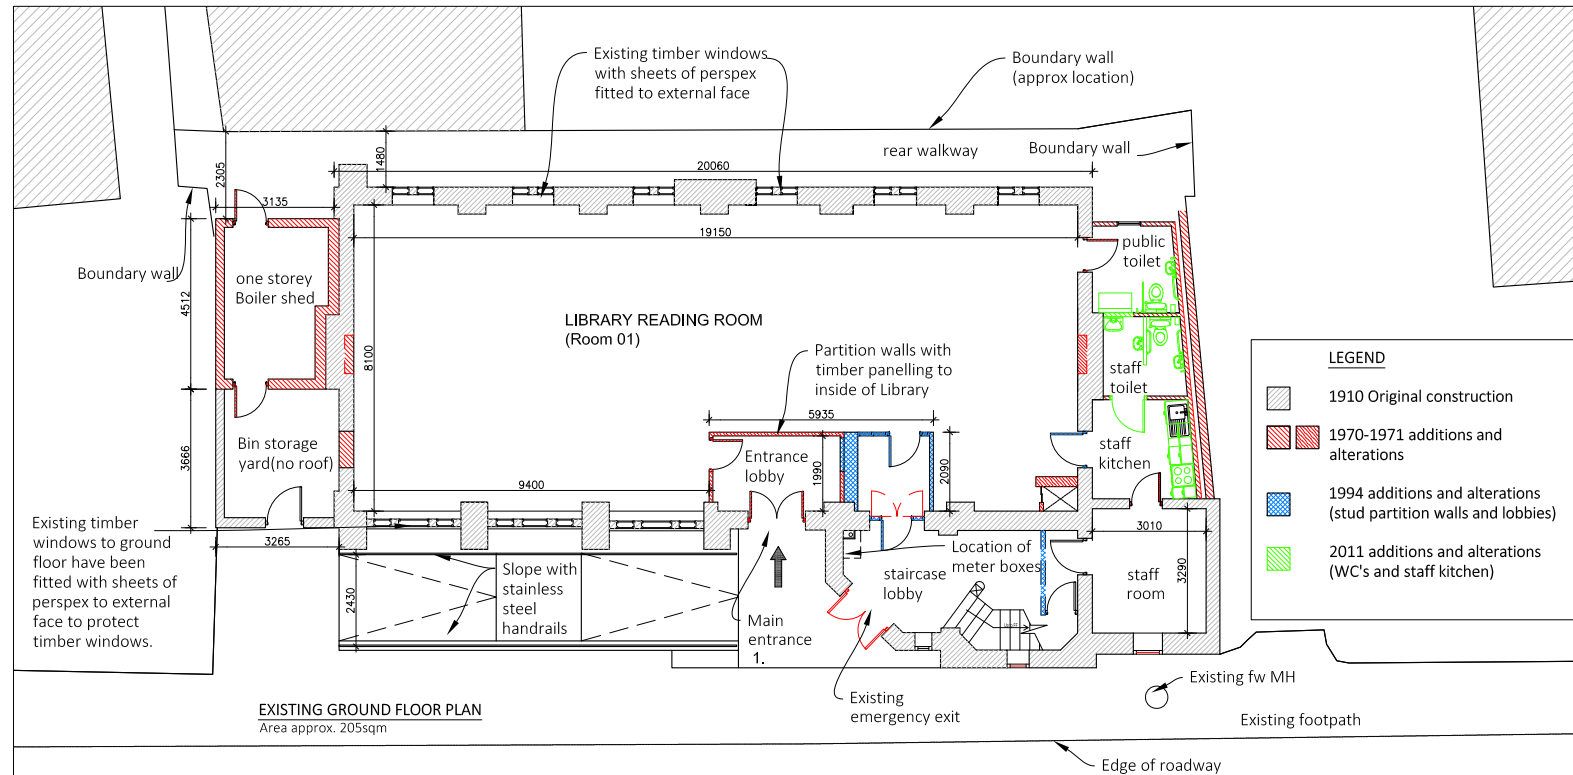 Existing timber windows
with sheets of perspex
fitted to external face
Boundary wall
(approx location)
rear walkway
Boundary wall
20060
1480
2305
3135
19150
public
toilet
Boundary wall
one storey
Boiler shed
4512
LIBRARY READING ROOM
(Room 01)
8100
Partition walls with
timber panelling to
inside of Library
5935
staff
toilet
LEGEND
1910 Original construction
1970-1971 additions and
alterations
1994 additions and alterations
(stud partition walls and lobbies)
2011 additions and alterations
(WC's and staff kitchen)
Bin storage
yard(no roof)
3666
Entrance
lobby
1990
2090
staff
kitchen
9400
Existing timber
windows to ground
floor have been
fitted with sheets of
perspex to external
face to protect
timber windows.
3265
2430
Slope with
stainless
steel
handrails
Main
entrance
1.
Location of
meter boxes
staircase
lobby
3010
3290
staff
room
Existing
emergency exit
Existing fw MH
Existing footpath
EXISTING GROUND FLOOR PLAN
Area approx. 205sqm
Edge of roadway